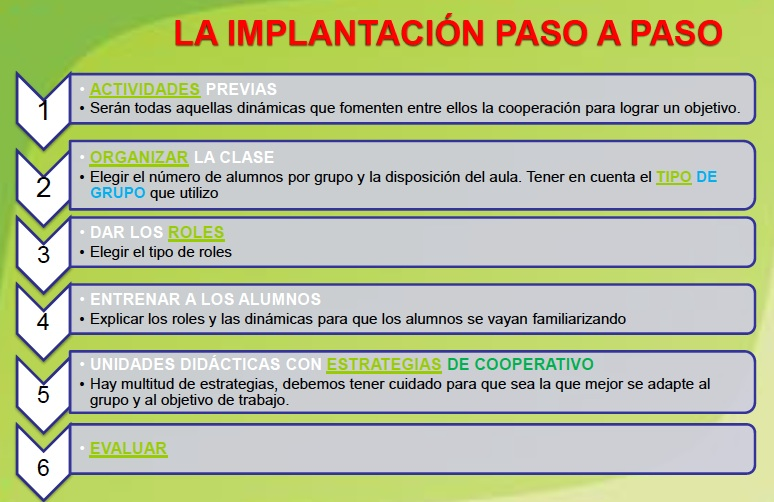 LA IMPLANTACIÓN PASO A PASO
1
• ACTIVIDADES PREVIAS
• Serán todas aquellas dinámicas que fomenten entre ellos la cooperación para lograr un objetivo.
2
• ORGANIZAR LA CLASE
• Elegir el número de alumnos por grupo y la disposición del aula. Tener en cuenta el TIPO DE
GRUPO que utilizo
3
• DAR LOS ROLES
• Elegir el tipo de roles
4
• ENTRENAR A LOS ALUMNOS
• Explicar los roles y las dinámicas para que los alumnos se vayan familiarizando
5
• UNIDADES DIDÁCTICAS CON ESTRATEGIAS DE COOPERATIVO
• Hay multitud de estrategias, debemos tener cuidado para que sea la que mejor se adapte al
grupo y al objetivo de trabajo.
6
• EVALUAR